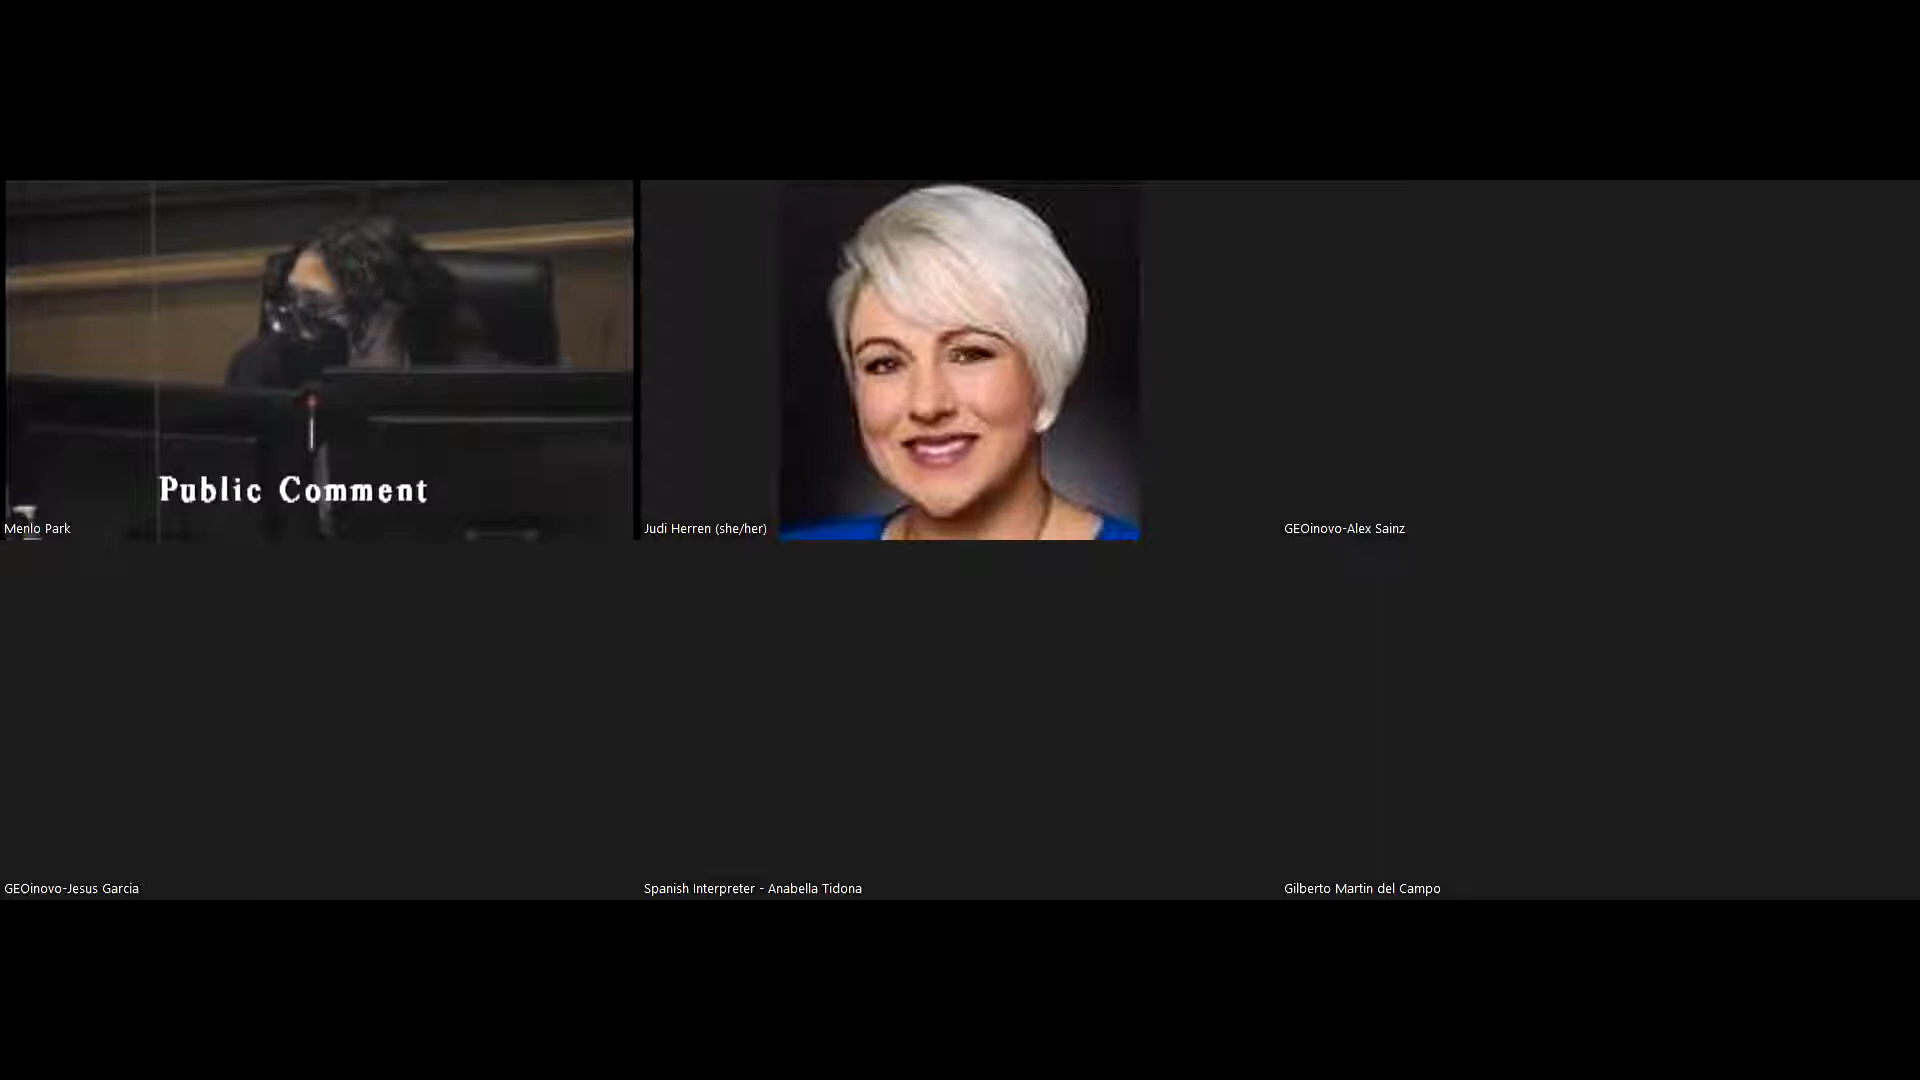 Public Comment
Menlo Park
Judi Herren (she/her)
GEOinovo-Alex Sainz
GEOinovo-Jesus Garcia
Spanish Interpreter - Anabella Tidona
Gilberto Martin del Campo